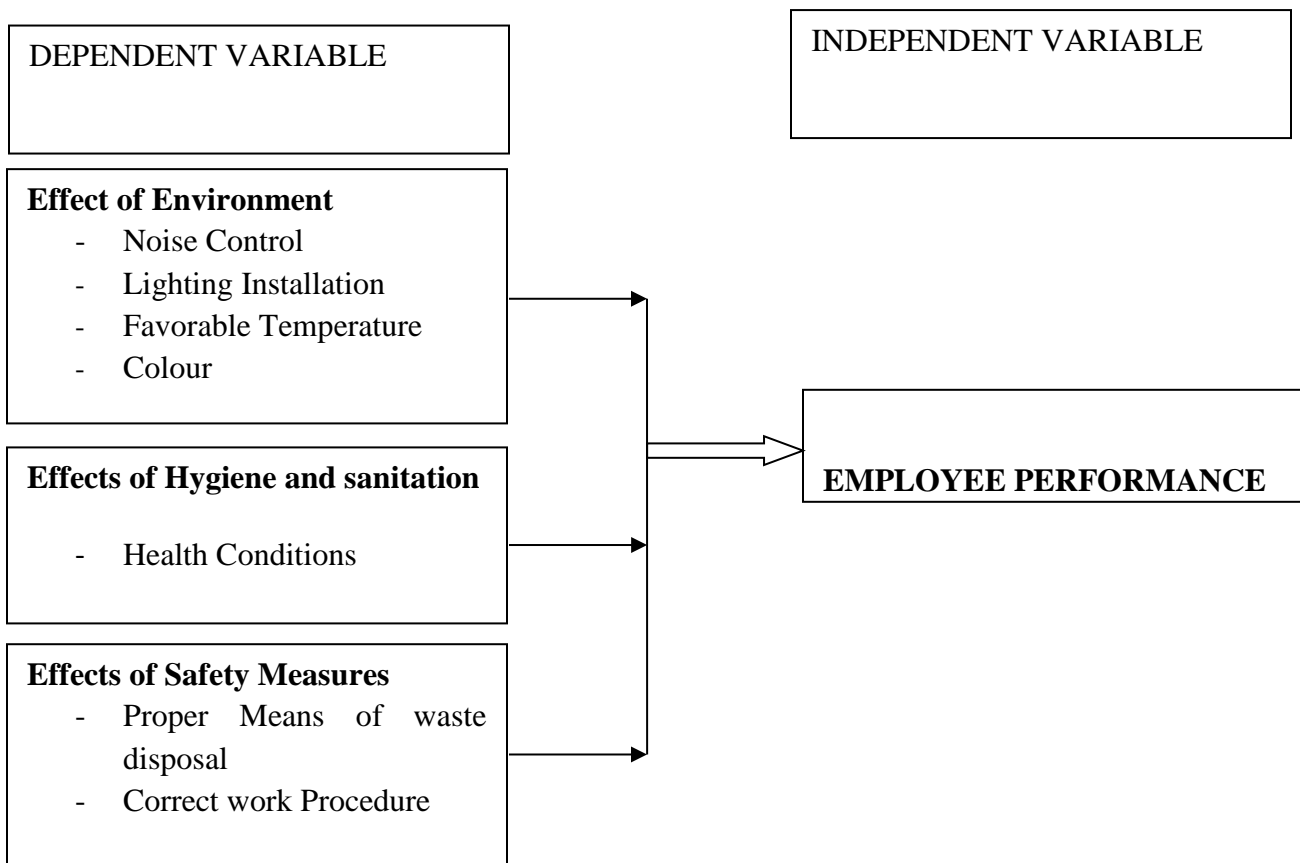 DEPENDENT VARIABLE
INDEPENDENT VARIABLE
Effect of Environment
- Noise Control
- Lighting Installation
- Favorable Temperature
- Colour
Effects of Hygiene and sanitation
- Health Conditions
Effects of Safety Measures
- Proper Means of waste
disposal
- Correct work Procedure
EMPLOYEE PERFORMANCE